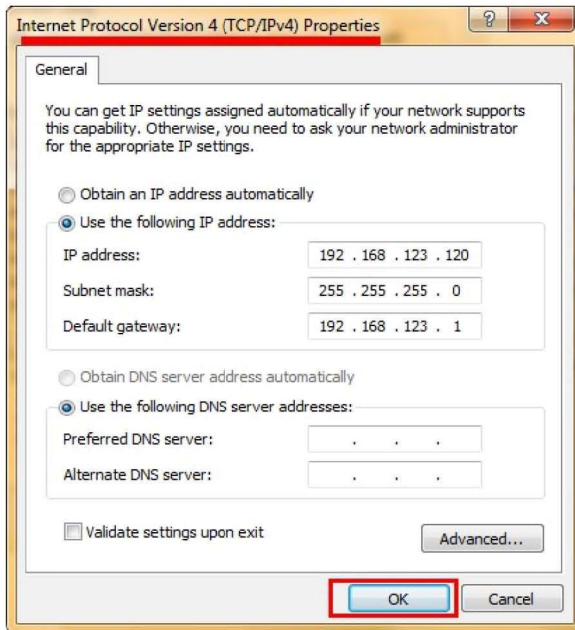 Internet Protocol Version 4 (TCP/IPv4) Properties
General
You can get IP settings assigned automatically if your network supports
this capability. Otherwise, you need to ask your network administrator
for the appropriate IP settings.
Obtain an IP address automatically
Use the following IP address:
IP address: 192 . 168 . 123 . 120
Subnet mask: 255 . 255 . 255 . 0
Default gateway: 192 . 168 . 123 . 1
Obtain DNS server address automatically
Use the following DNS server addresses:
Preferred DNS server: . . .
Alternate DNS server: . . .
Validate settings upon exit
Advanced...
OK Cancel